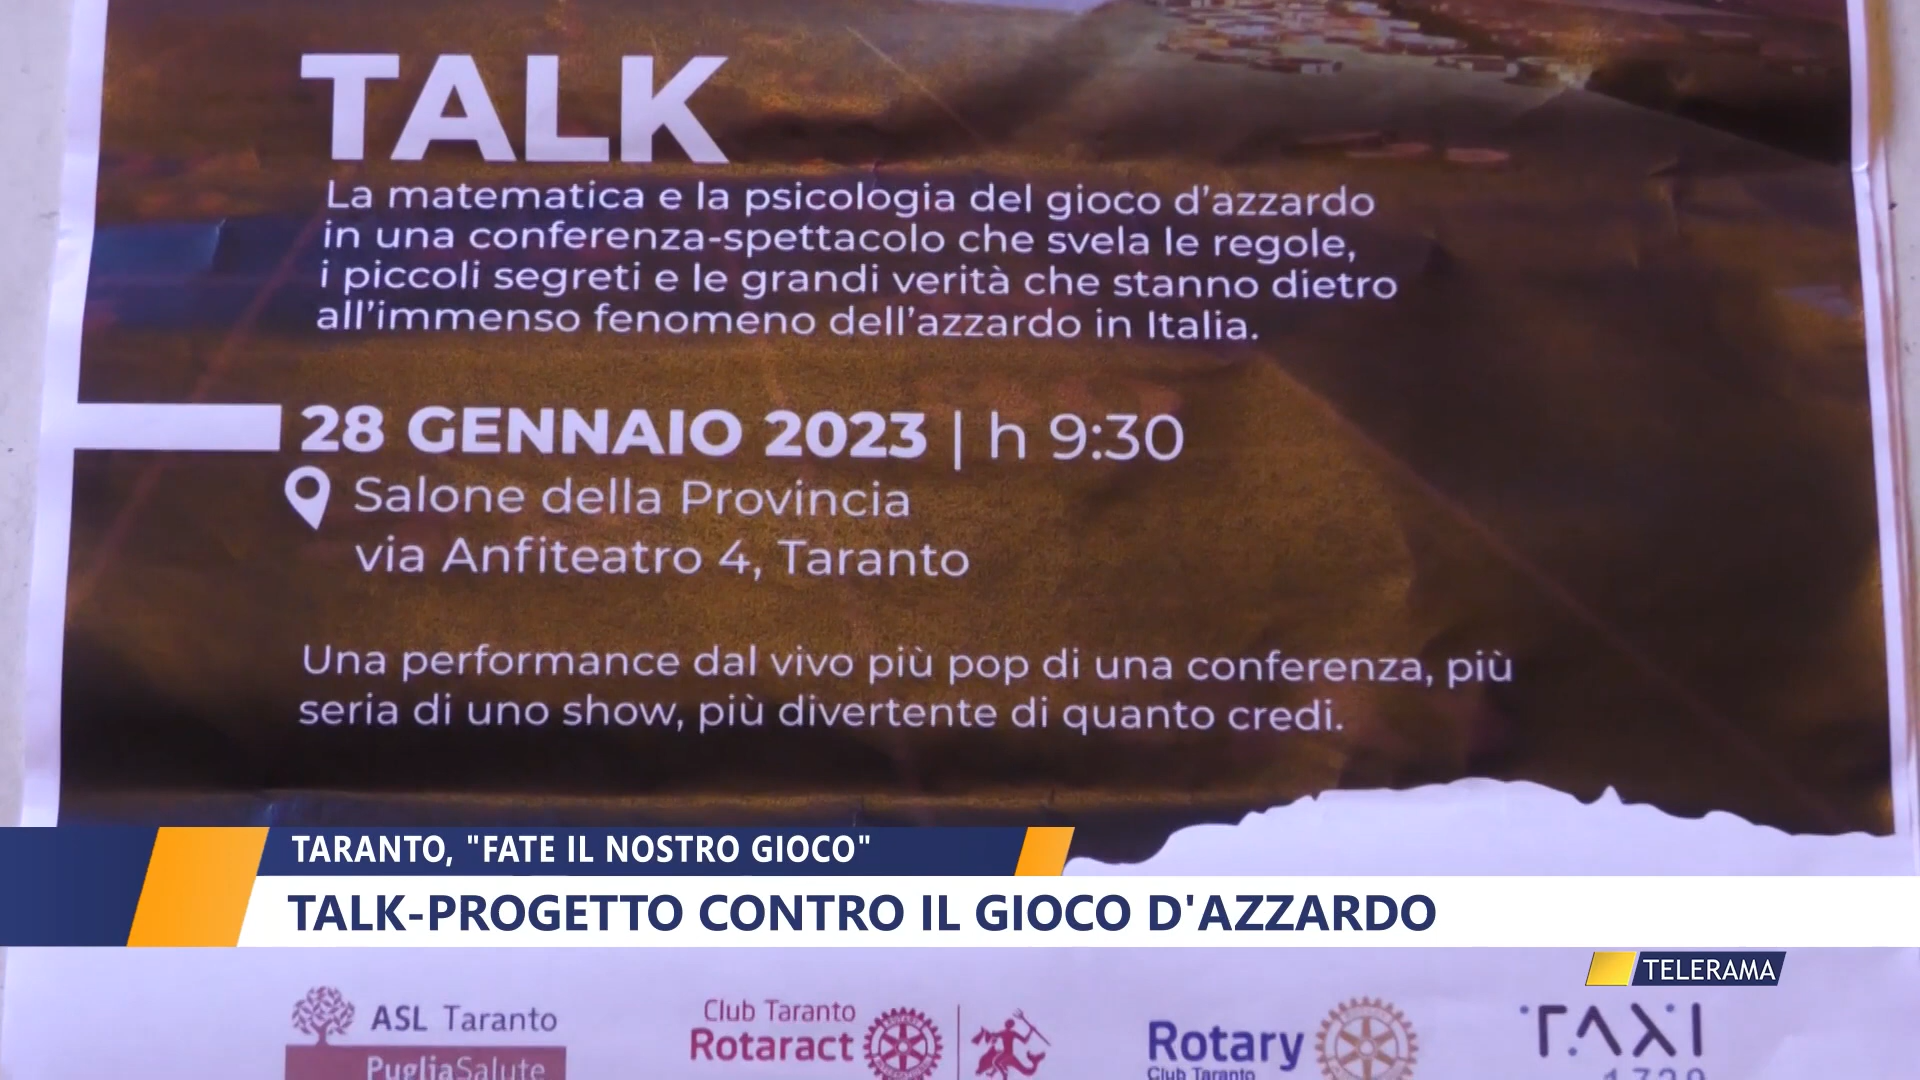 TALK
La matematica e la psicologia del gioco d'azzardo
in una conferenza-spettacolo che svela le regole,
i piccoli segreti e le grandi verità che stanno dietro
all'immenso fenomeno dell'azzardo in Italia.
28 GENNAIO 2023 | h 9:30
Salone della Provincia
via Anfiteatro 4, Taranto
Una performance dal vivo più pop di una conferenza, più
seria di uno show, più divertente di quanto credi.
TARANTO, "FATE IL NOSTRO GIOCO"
TALK-PROGETTO CONTRO IL GIOCO D'AZZARDO
TELERAMA
ASL Taranto
PugliaSalute
Club Taranto
Rotaract
Rotary
Club Taranto
TAXI